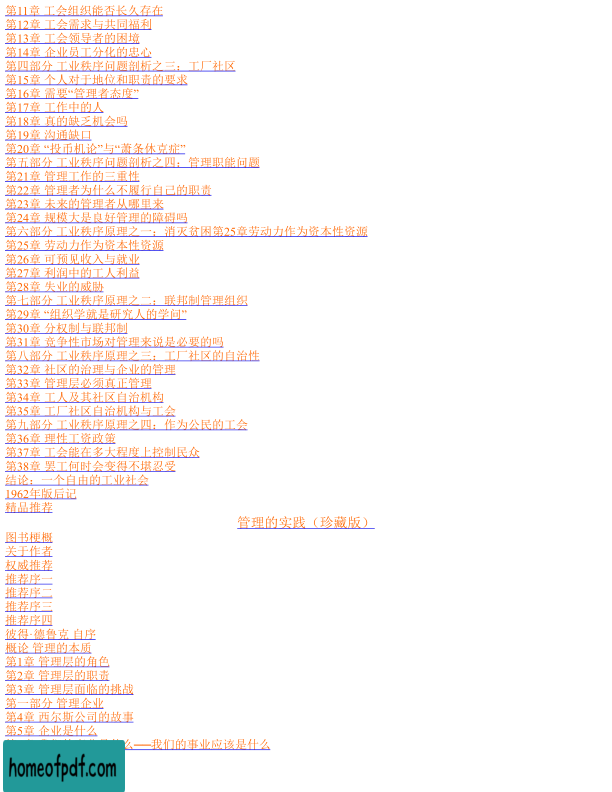 第11章 工会组织能否长久存在
第12章 工会需求与共同福利
第13章 工会领导者的困境
第14章 企业员工分化的忠心
第四部分 工业秩序问题剖析之三：工厂社区
第15章 个人对于地位和职责的要求
第16章 需要“管理者态度”
第17章 工作中的人
第18章 真的缺乏机会吗
第19章 沟通缺口
第20章 “投币机论”与“萧条休克症”
第五部分 工业秩序问题剖析之四：管理职能问题
第21章 管理工作的三重性
第22章 管理者为什么不履行自己的职责
第23章 未来的管理者从哪里来
第24章 规模大是良好管理的障碍吗
第六部分 工业秩序原理之一：消灭贫困第25章劳动力作为资本性资源
第25章 劳动力作为资本性资源
第26章 可预见收入与就业
第27章 利润中的工人利益
第28章 失业的威胁
第七部分 工业秩序原理之二：联邦制管理组织
第29章 “组织学就是研究人的学问”
第30章 分权制与联邦制
第31章 竞争性市场对管理来说是必要的吗
第八部分 工业秩序原理之三：工厂社区的自治性
第32章 社区的治理与企业的管理
第33章 管理层必须真正管理
第34章 工人及其社区自治机构
第35章 工厂社区自治机构与工会
第九部分 工业秩序原理之四：作为公民的工会
第36章 理性工资政策
第37章 工会能在多大程度上控制民众
第38章 罢工何时会变得不堪忍受
结论：一个自由的工业社会
1962年版后记
精品推荐
管理的实践（珍藏版）
图书梗概
关于作者
权威推荐
推荐序一
推荐序二
推荐序三
推荐序四
彼得·德鲁克 自序
概论 管理的本质
第1章 管理层的角色
第2章 管理层的职责
第3章 管理层面临的挑战
第一部分 管理企业
第4章 西尔斯公司的故事
第5章 企业是什么
么──我们的事业应该是什么
homeofpdf.com